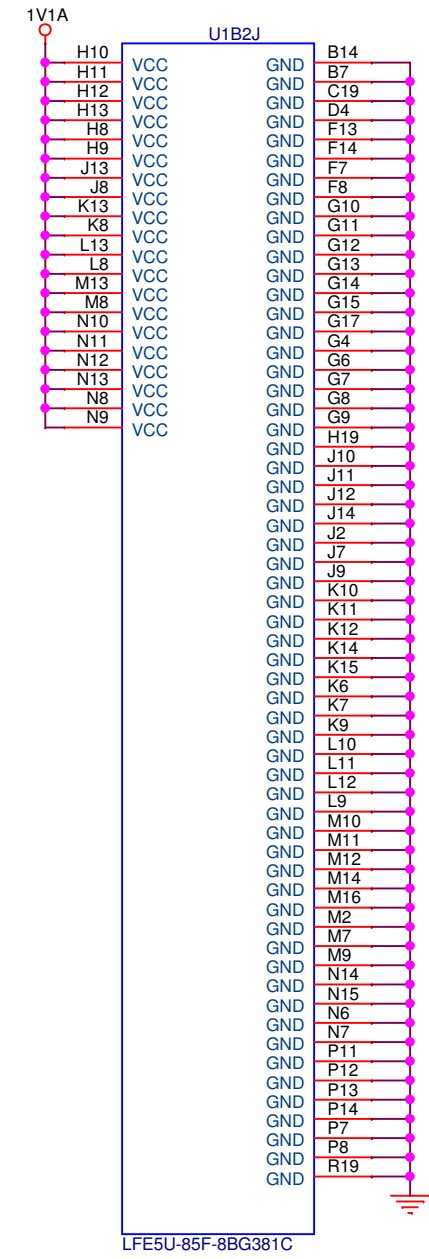 1V1A
U1B2J
H10 VCC GND B14
H11 VCC GND B7
H12 VCC GND C19
H13 VCC GND D4
H8 VCC GND F13
H9 VCC GND F14
J13 VCC GND F7
J8 VCC GND F8
K13 VCC GND G10
K8 VCC GND G11
L13 VCC GND G12
L8 VCC GND G13
M13 VCC GND G14
M8 VCC GND G15
N10 VCC GND G17
N11 VCC GND G4
N12 VCC GND G6
N13 VCC GND G7
N8 VCC GND G8
N9 VCC GND G9
GND H19
GND J10
GND J11
GND J12
GND J14
GND J2
GND J7
GND J9
GND K10
GND K11
GND K12
GND K14
GND K15
GND K6
GND K7
GND K9
GND L10
GND L11
GND L12
GND L9
GND M10
GND M11
GND M12
GND M14
GND M16
GND M2
GND M7
GND M9
GND N14
GND N15
GND N6
GND N7
GND P11
GND P12
GND P13
GND P14
GND P7
GND P8
GND R19
LFE5U-85F-8BG381C